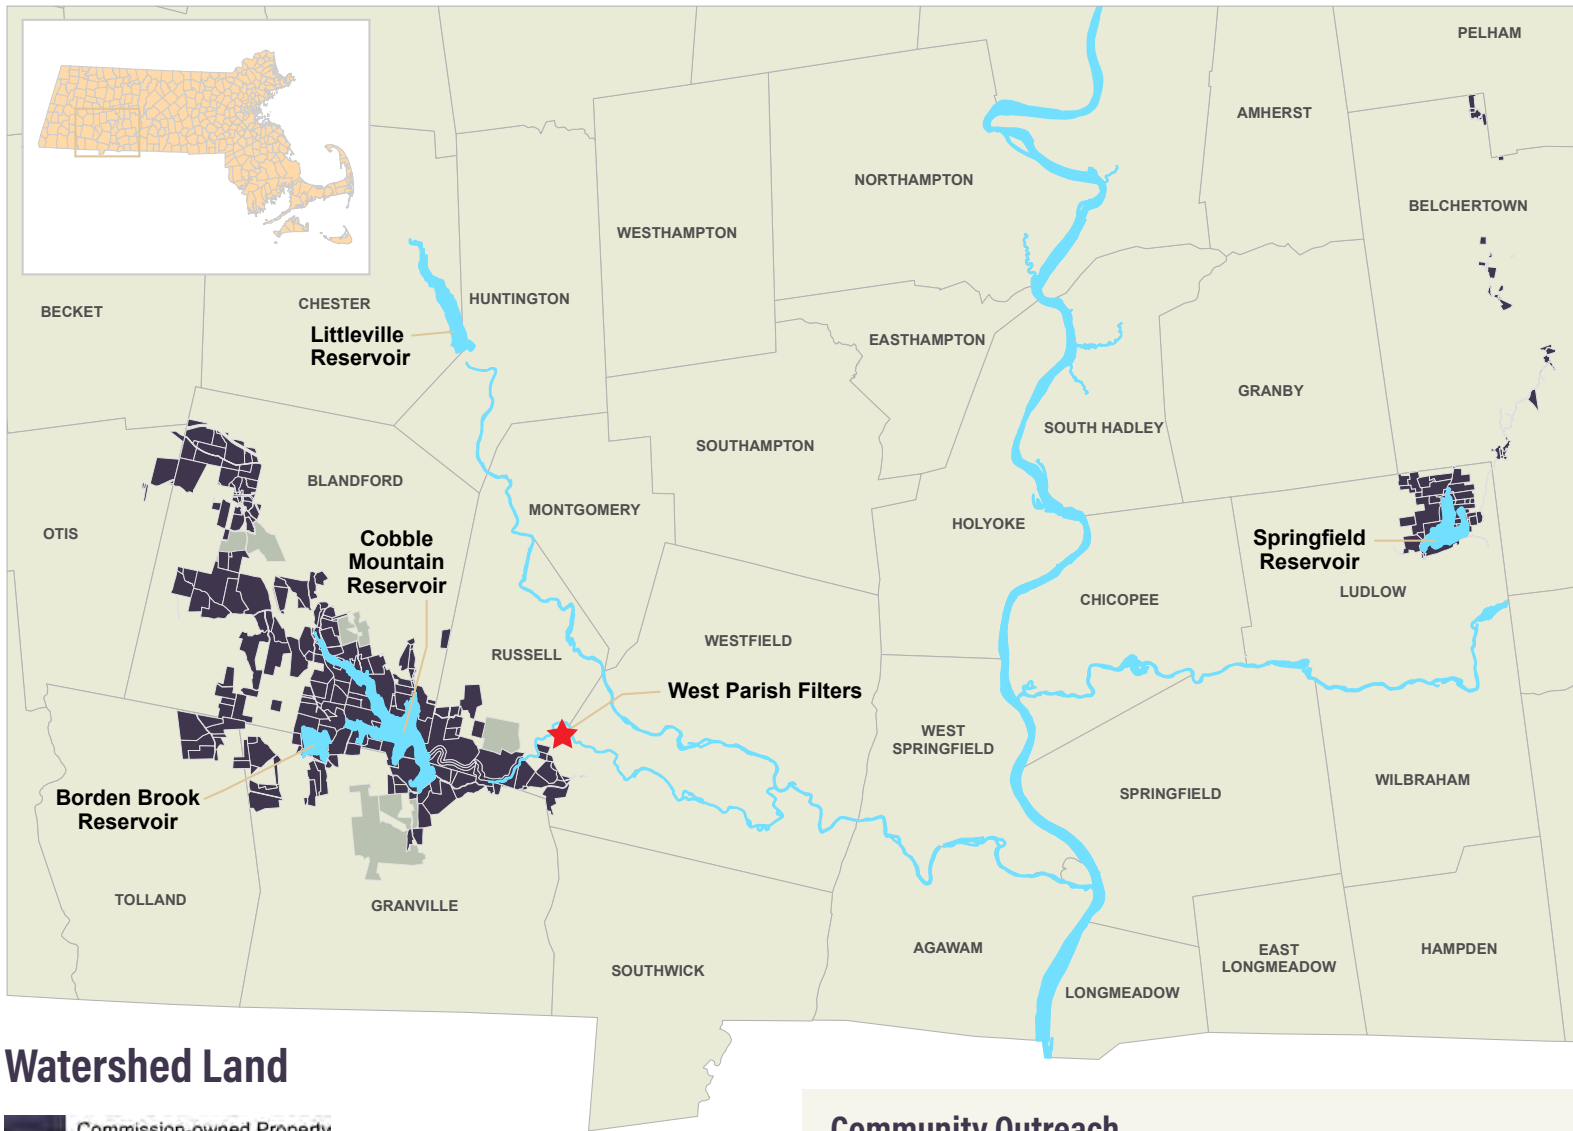 PELHAM
AMHERST
NORTHAMPTON
BELCHERTOWN
WESTHAMPTON
BECKET
CHESTER
HUNTINGTON
Littleville
Reservoir
EASTHAMPTON
GRANBY
SOUTH HADLEY
SOUTHAMPTON
BLANDFORD
MONTGOMERY
HOLYOKE
OTIS
Cobble
Mountain
Reservoir
Springfield
Reservoir
LUDLOW
CHICOPEE
WESTFIELD
RUSSELL
West Parish Filters
WEST
SPRINGFIELD
WILBRAHAM
SPRINGFIELD
Borden Brook
Reservoir
TOLLAND
GRANVILLE
AGAWAM
EAST
LONGMEADOW
HAMPDEN
SOUTHWICK
LONGMEADOW
Watershed Land
Commission-owned Property
Community Outreach